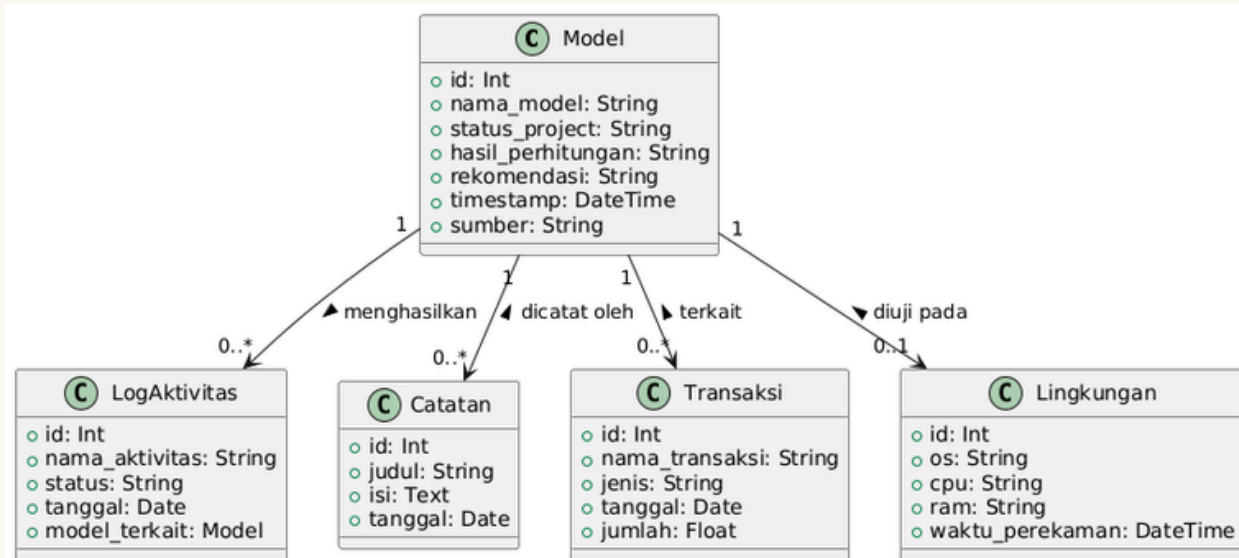 C Model
id: Int
nama_model: String
status_project: String
hasil_perhitungan: String
rekomendasi: String
timestamp: DateTime
sumber: String
1
1
1
1
menghasilkan
dicatat oleh
terkait
diuji pada
0..*
0..*
0..*
0..1
C LogAktivitas
id: Int
nama_aktivitas: String
status: String
tanggal: Date
model_terkait: Model
C Catatan
id: Int
judul: String
isi: Text
tanggal: Date
C Transaksi
id: Int
nama_transaksi: String
jenis: String
tanggal: Date
jumlah: Float
C Lingkungan
id: Int
os: String
cpu: String
ram: String
waktu_perekaman: DateTime